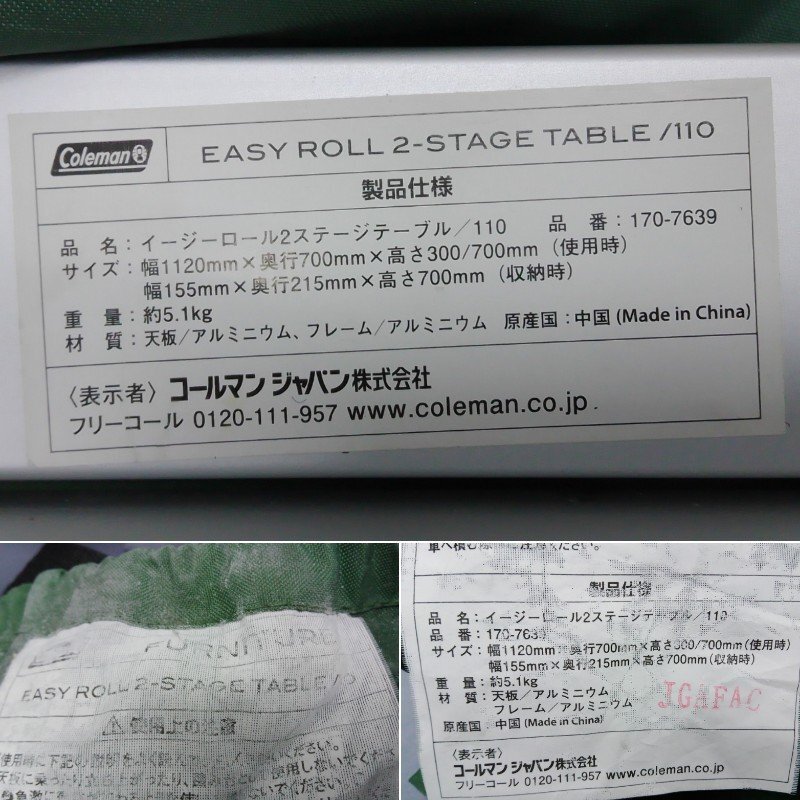 Coleman
EASY ROLL 2-STAGE TABLE /110
製品仕様
品 名：イージーロール2ステージテーブル／110 品 番：170-7639
サイズ：幅1120mm×奥行700mm×高さ300/700mm（使用時）
幅155mm×奥行215mm×高さ700mm（収納時）
重 量：約5.1kg
材 質：天板／アルミニウム、フレーム／アルミニウム 原産国：中国 (Made in China)
〈表示者〉コールマン ジャパン株式会社
フリーコール 0120-111-957 www.coleman.co.jp
FURNITURE
EASY ROLL 2-STAGE TABLE/
使用上の注意
ください。
製品仕様
品 名：イージーロール2ステージテーブル／110
品 番：170-7639
サイズ：幅1120mm×奥行700mm×高さ300/700mm（使用時）
幅155mm×奥行215mm×高さ700mm（収納時）
重 量：約5.1kg
材 質：天板／アルミニウム
フレーム／アルミニウム
JGAFAC
原産国：中国 (Made in China)
〈表示者〉
コールマン ジャパン株式会社
フリーコール 0120-111-957 www.coleman.co.jp